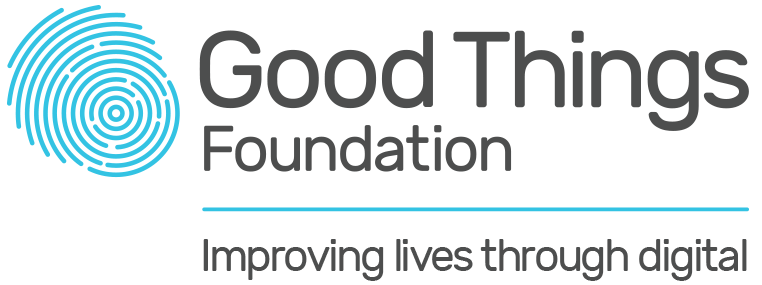 Good Things
Foundation
Improving lives through digital